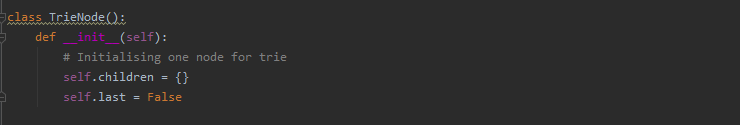 class TrieNode():
def __init__(self):
# Initialising one node for trie
self.children = {}
self.last = False